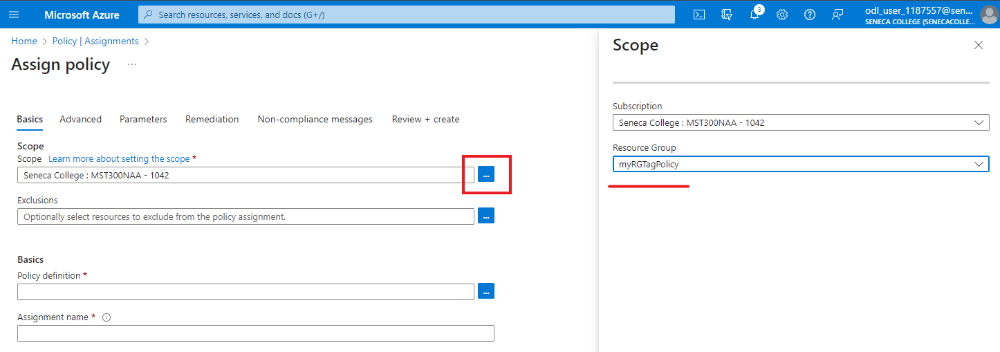 Microsoft Azure
Search resources, services, and docs (G+/)
3
odl_user_1187557@sen...
SENECA COLLEGE (SENECACOLLE...
Home > Policy | Assignments >
Assign policy ...
Basics Advanced Parameters Remediation Non-compliance messages Review + create
Scope
Scope Learn more about setting the scope *
Seneca College : MST300NAA - 1042 ...
Exclusions
Optionally select resources to exclude from the policy assignment. ...
Basics
Policy definition *
...
Assignment name *
Scope
Subscription
Seneca College : MST300NAA - 1042
Resource Group
myRGTagPolicy